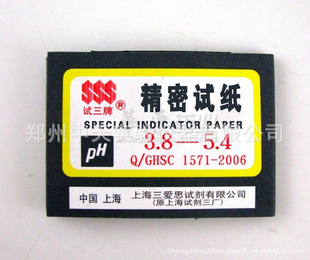 SSS®
试三牌
精密试纸
SPECIAL INDICATOR PAPER
pH
3.8—5.4
Q/GHSC 1571-2006
中国 上海
上海三爱思试剂有限公司
(原上海试剂三厂)